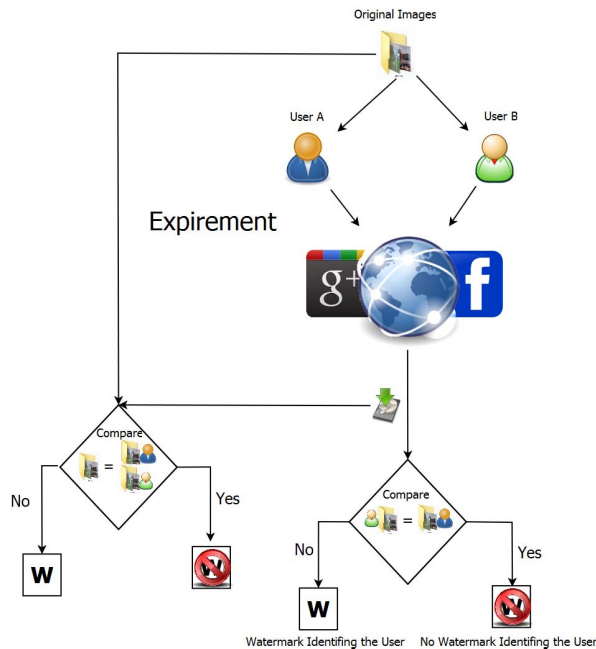 Original Images
User A
User B
Expirement
g+
f
Compare
=
No
Yes
W
W
Compare
=
No
Yes
W
W
Watermark Identifing the User
No Watermark Identifing the User